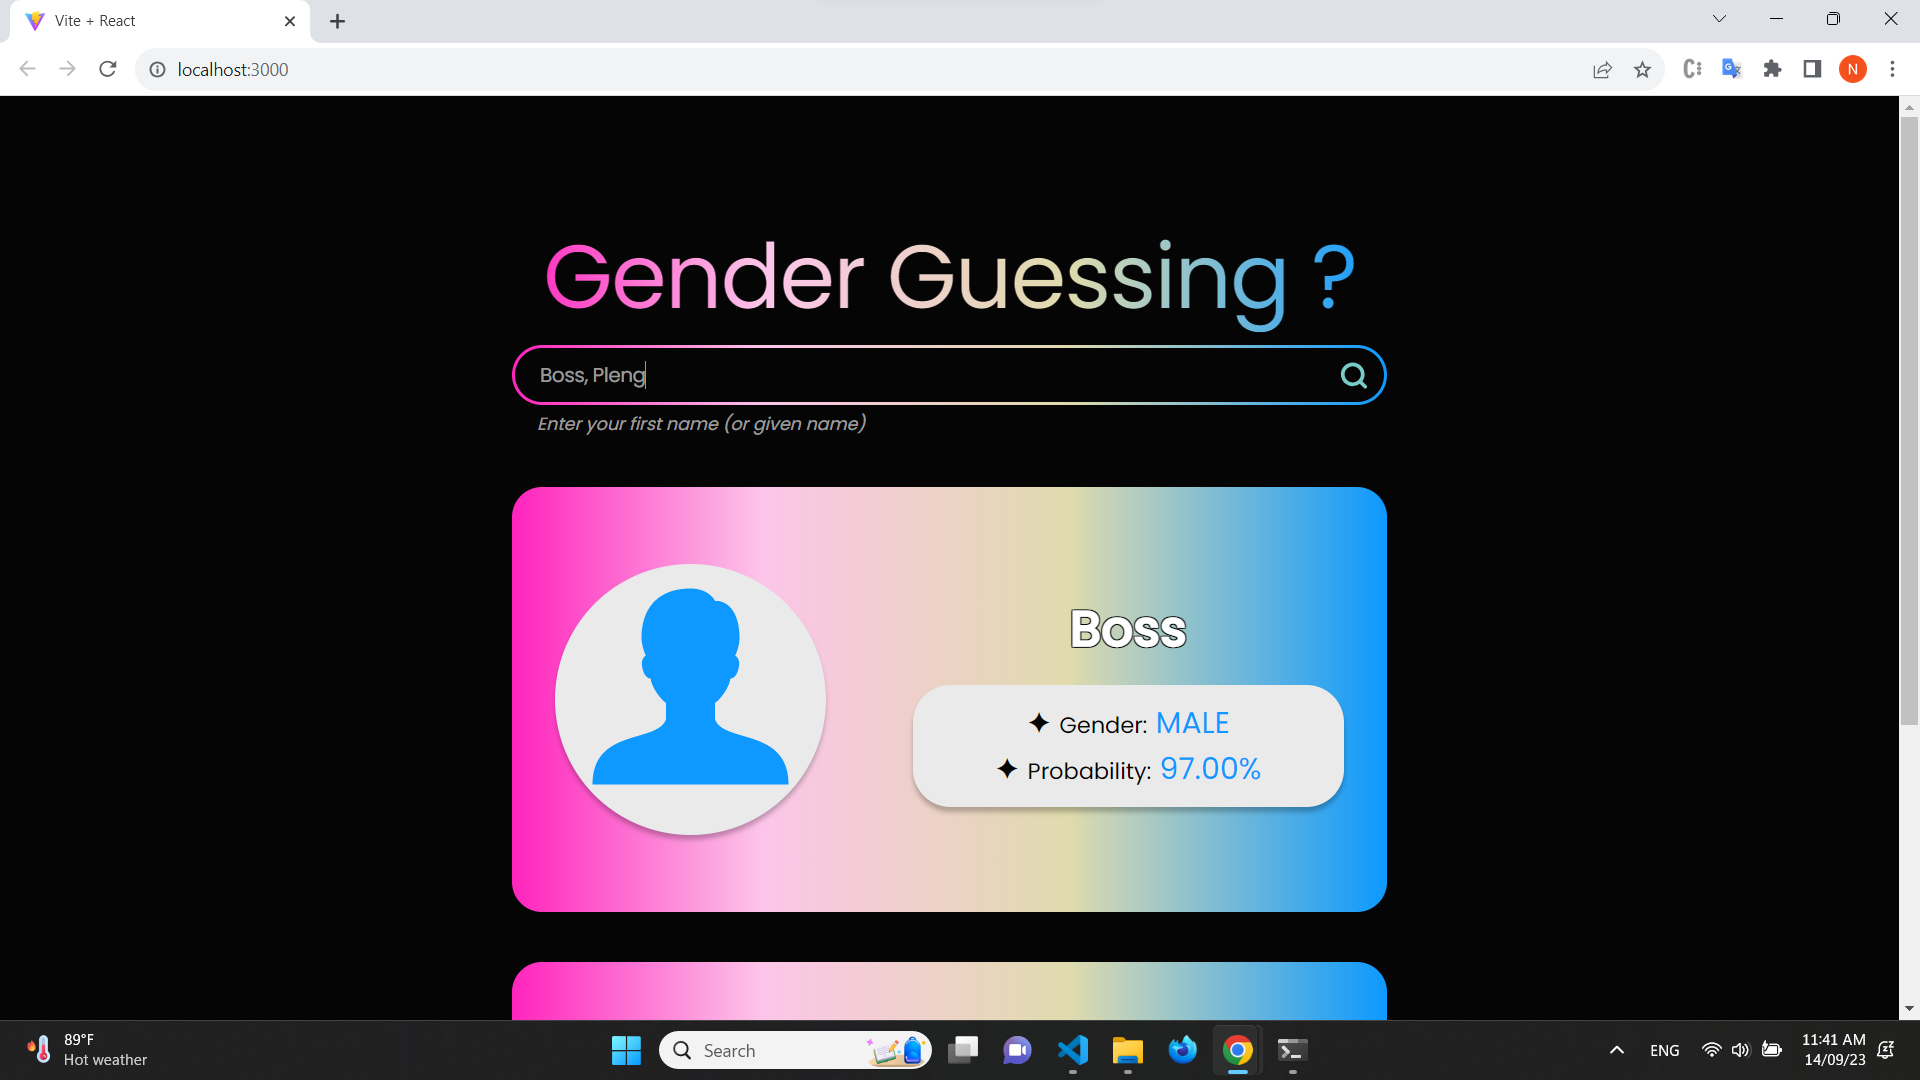 Vite + React
localhost:3000
N
Gender Guessing ?
Boss, Pleng
Enter your first name (or given name)
Boss
✦ Gender: MALE
✦ Probability: 97.00%
89°F
Hot weather
Search
ENG
11:41 AM
14/09/23